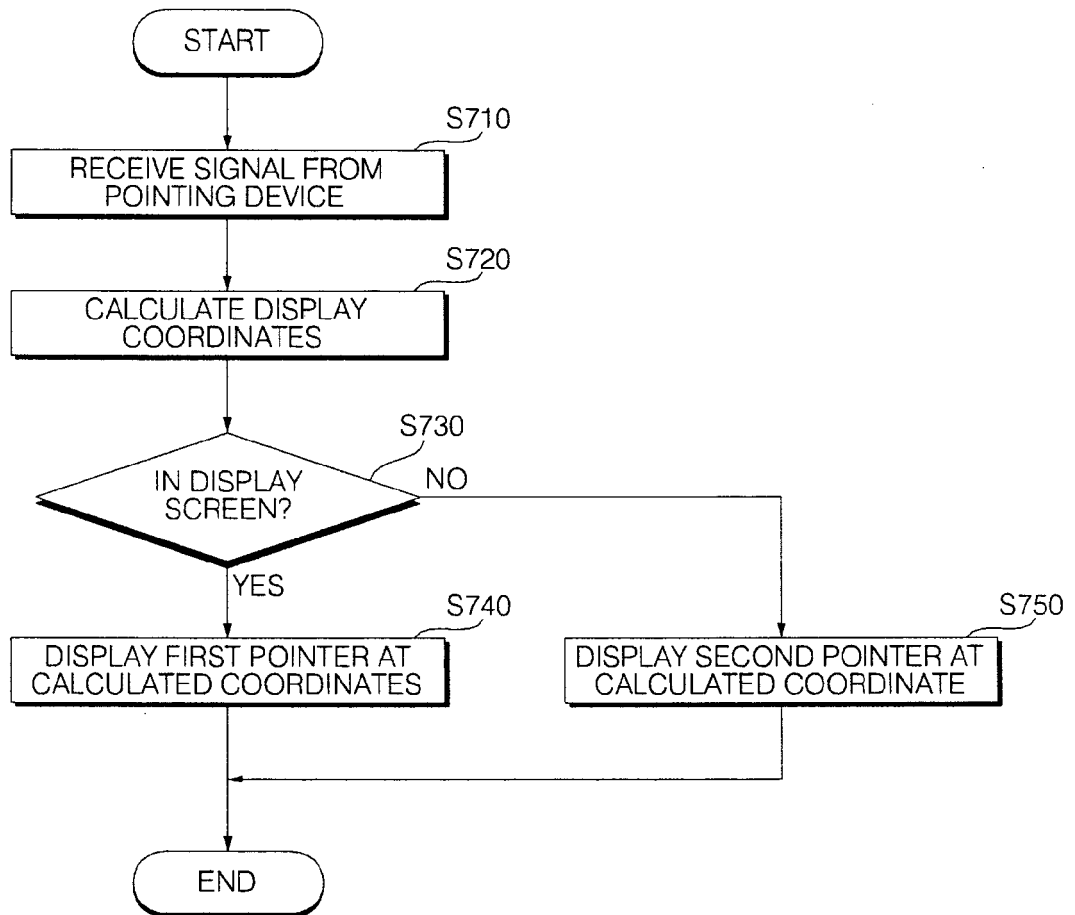 START
S710
RECEIVE SIGNAL FROM
POINTING DEVICE
S720
CALCULATE DISPLAY
COORDINATES
S730
IN DISPLAY
SCREEN?
NO
YES
S740
DISPLAY FIRST POINTER AT
CALCULATED COORDINATES
S750
DISPLAY SECOND POINTER AT
CALCULATED COORDINATE
END